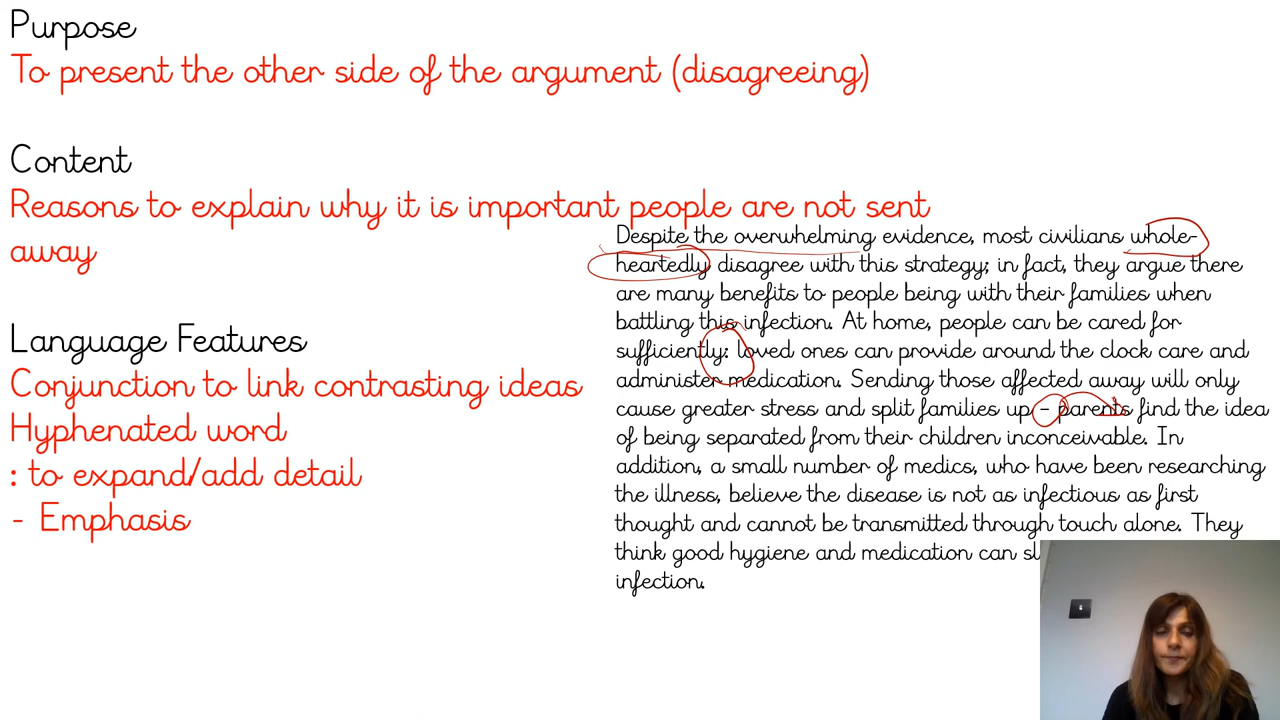 Purpose
To present the other side of the argument (disagreeing)
Content
Reasons to explain why it is important people are not sent
away
Language Features
Conjunction to link contrasting ideas
Hyphenated word
: to expand/add detail
- Emphasis
Despite the overwhelming evidence, most civilians whole-
heartedly disagree with this strategy; in fact, they argue there
are many benefits to people being with their families when
battling this infection. At home, people can be cared for
sufficiently: loved ones can provide around the clock care and
administer medication. Sending those affected away will only
cause greater stress and split families up - parents find the idea
of being separated from their children inconceivable. In
addition, a small number of medics, who have been researching
the illness, believe the disease is not as infectious as first
thought and cannot be transmitted through touch alone. They
think good hygiene and medication can
infection.